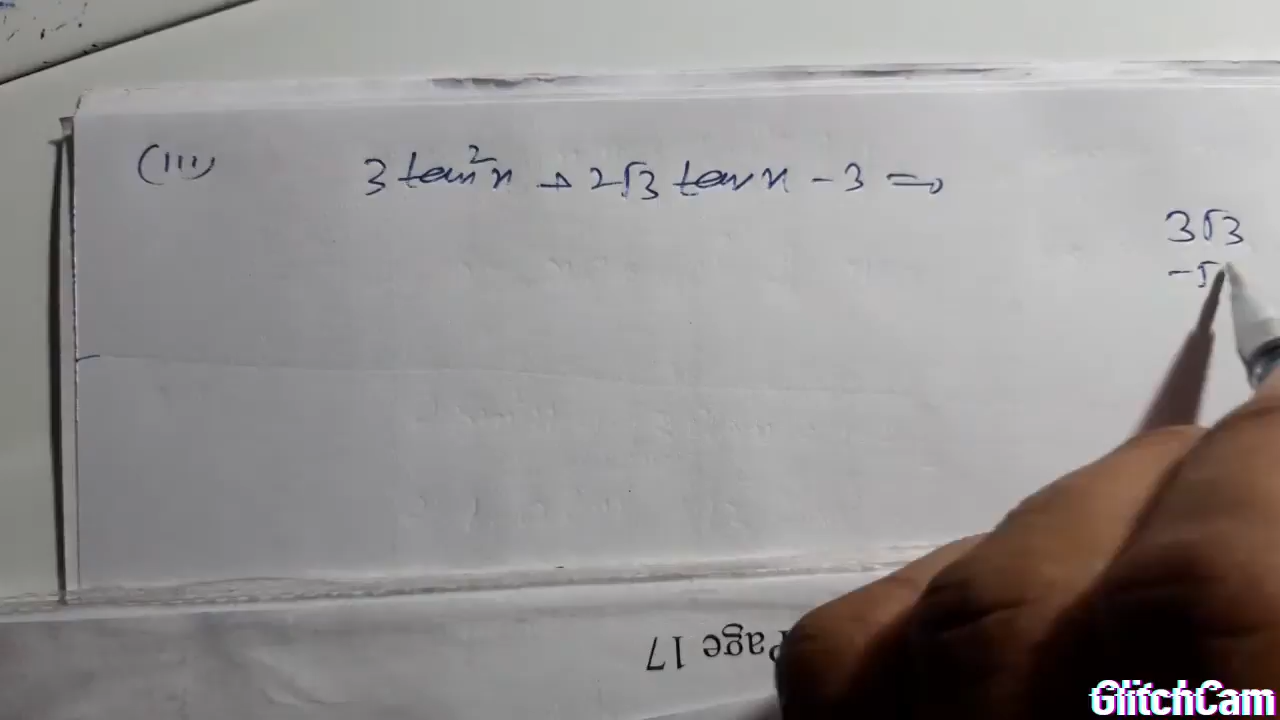 (III) 3 tan²x + 2√3 tan x - 3 =0
3√3
-√
Page 17
GlitchCam